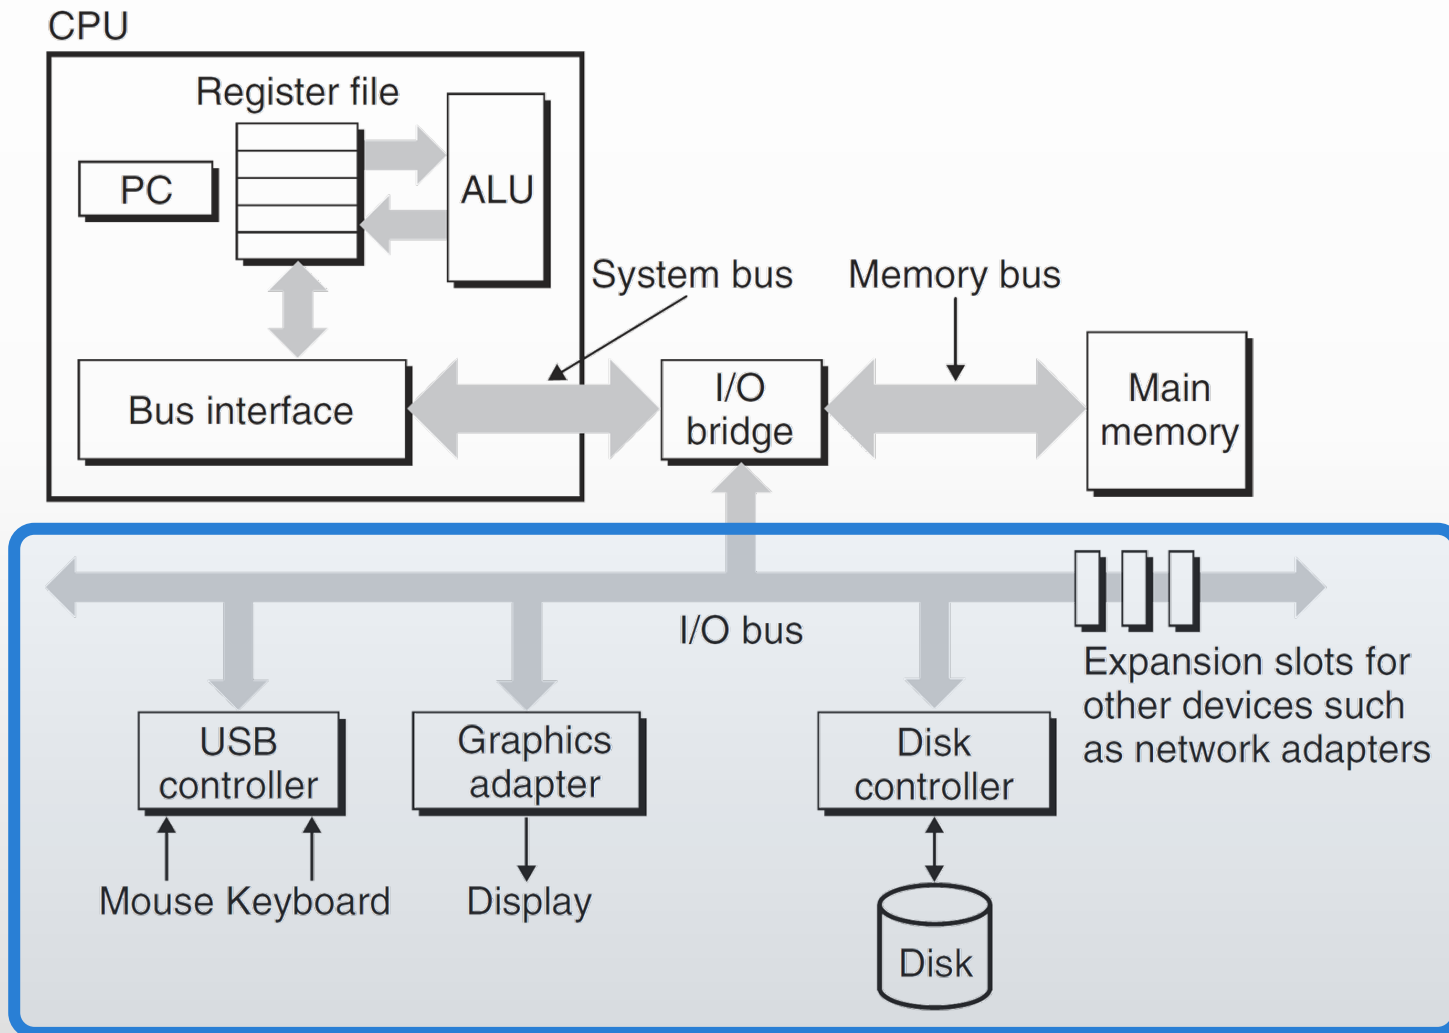 CPU
Register file
PC
ALU
System bus
Memory bus
Bus interface
I/O
bridge
Main
memory
I/O bus
Expansion slots for
other devices such
as network adapters
USB
controller
Graphics
adapter
Disk
controller
Mouse Keyboard
Display
Disk